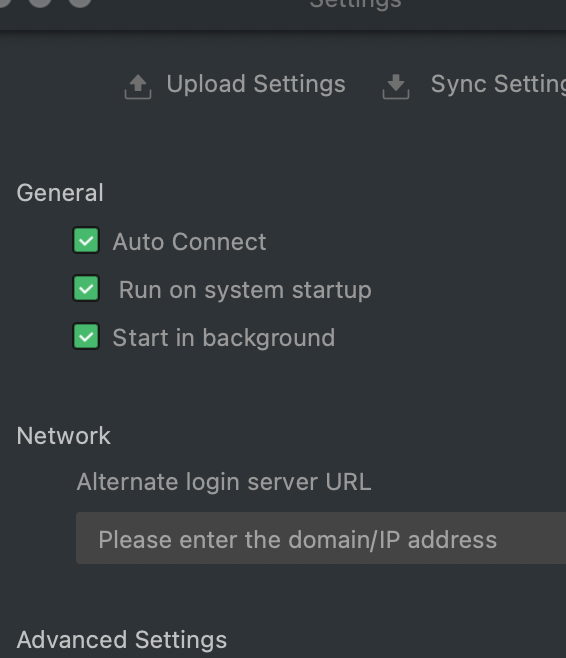 Settings
Upload Settings Sync Setting
General
Auto Connect
Run on system startup
Start in background
Network
Alternate login server URL
Please enter the domain/IP address
Advanced Settings